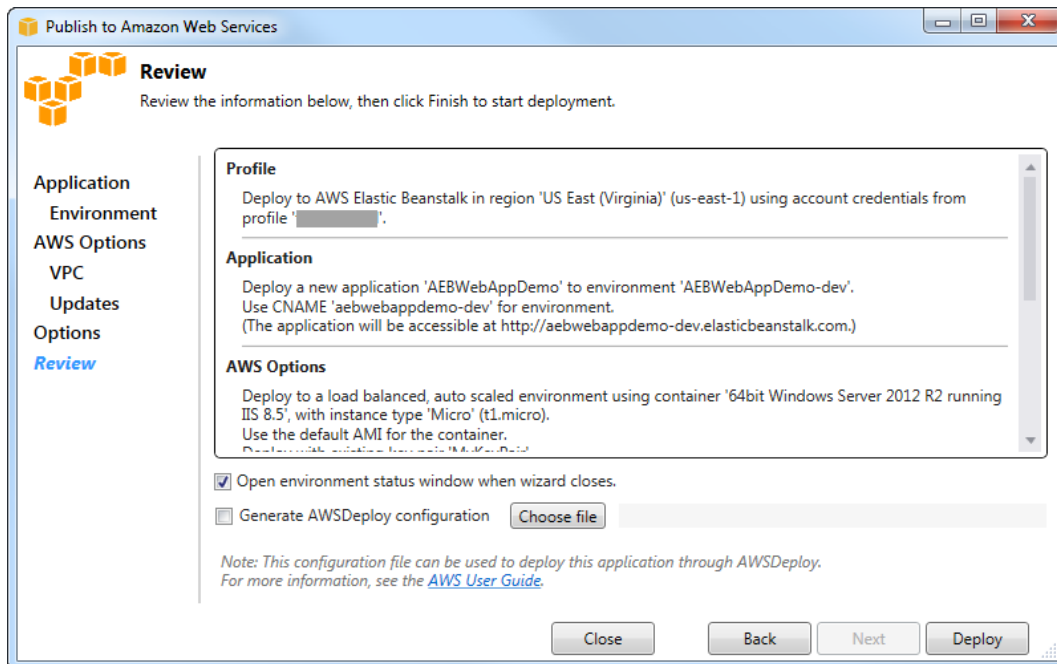 Publish to Amazon Web Services
Review
Review the information below, then click Finish to start deployment.
Application
Environment
AWS Options
VPC
Updates
Options
Review
Profile
Deploy to AWS Elastic Beanstalk in region 'US East (Virginia)' (us-east-1) using account credentials from
profile ' '.
Application
Deploy a new application 'AEBWebAppDemo' to environment 'AEBWebAppDemo-dev'.
Use CNAME 'aebwebappdemo-dev' for environment.
(The application will be accessible at http://aebwebappdemo-dev.elasticbeanstalk.com.)
AWS Options
Deploy to a load balanced, auto scaled environment using container '64bit Windows Server 2012 R2 running
IIS 8.5', with instance type 'Micro' (t1.micro).
Use the default AMI for the container.
Deploy with existing key pair 'MyKeyPair'.
Open environment status window when wizard closes.
Generate AWSDeploy configuration Choose file
Note: This configuration file can be used to deploy this application through AWSDeploy.
For more information, see the AWS User Guide.
Close Back Next Deploy